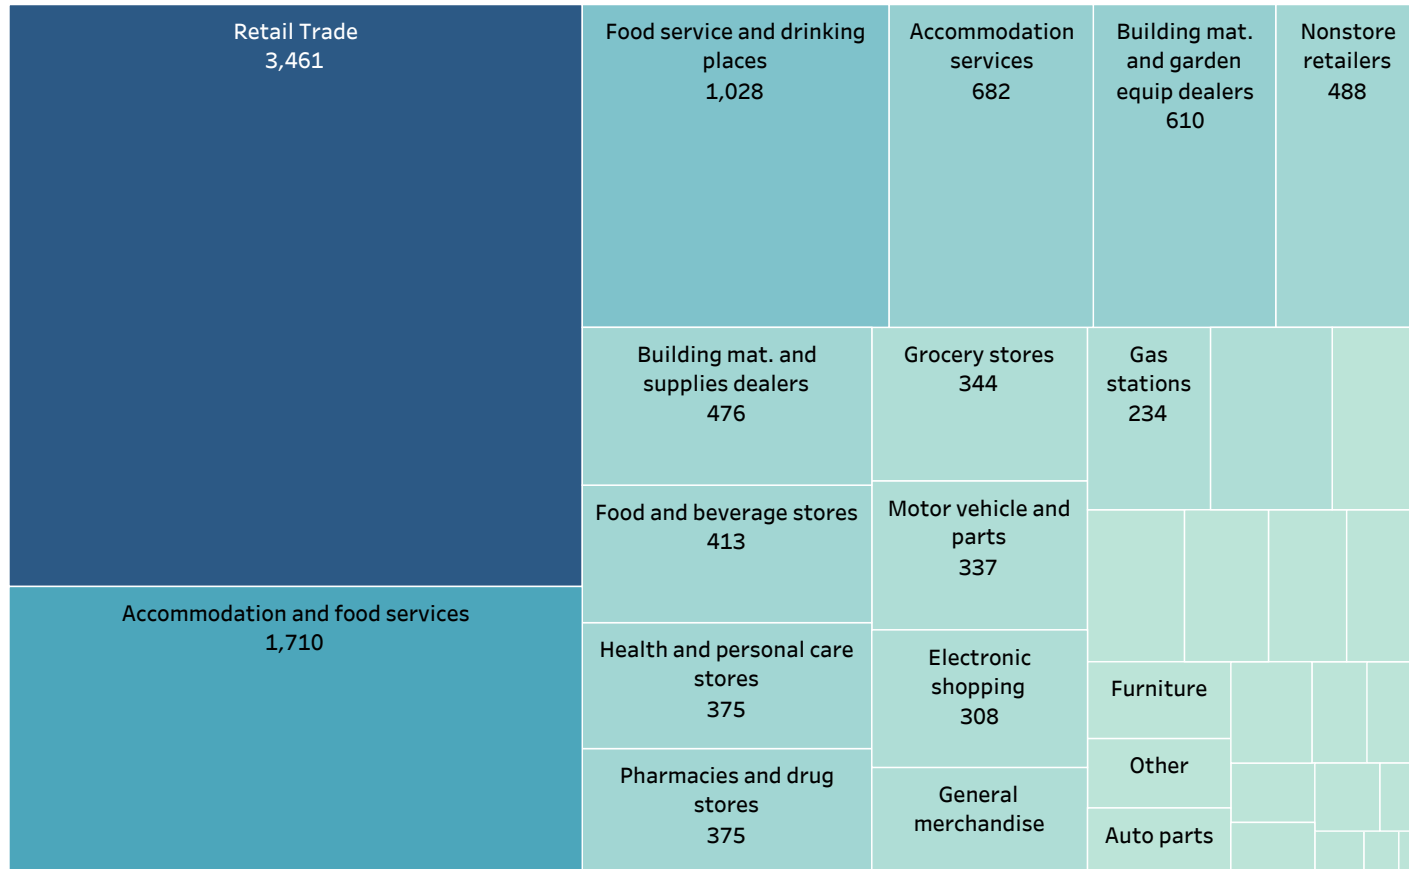 Retail Trade
3,461
Accommodation and food services
1,710
Food service and drinking
places
1,028
Accommodation
services
682
Building mat.
and garden
equip dealers
610
Nonstore
retailers
488
Building mat. and
supplies dealers
476
Food and beverage stores
413
Health and personal care
stores
375
Pharmacies and drug
stores
375
Grocery stores
344
Motor vehicle and
parts
337
Electronic
shopping
308
General
merchandise
Gas
stations
234
Furniture
Other
Auto parts